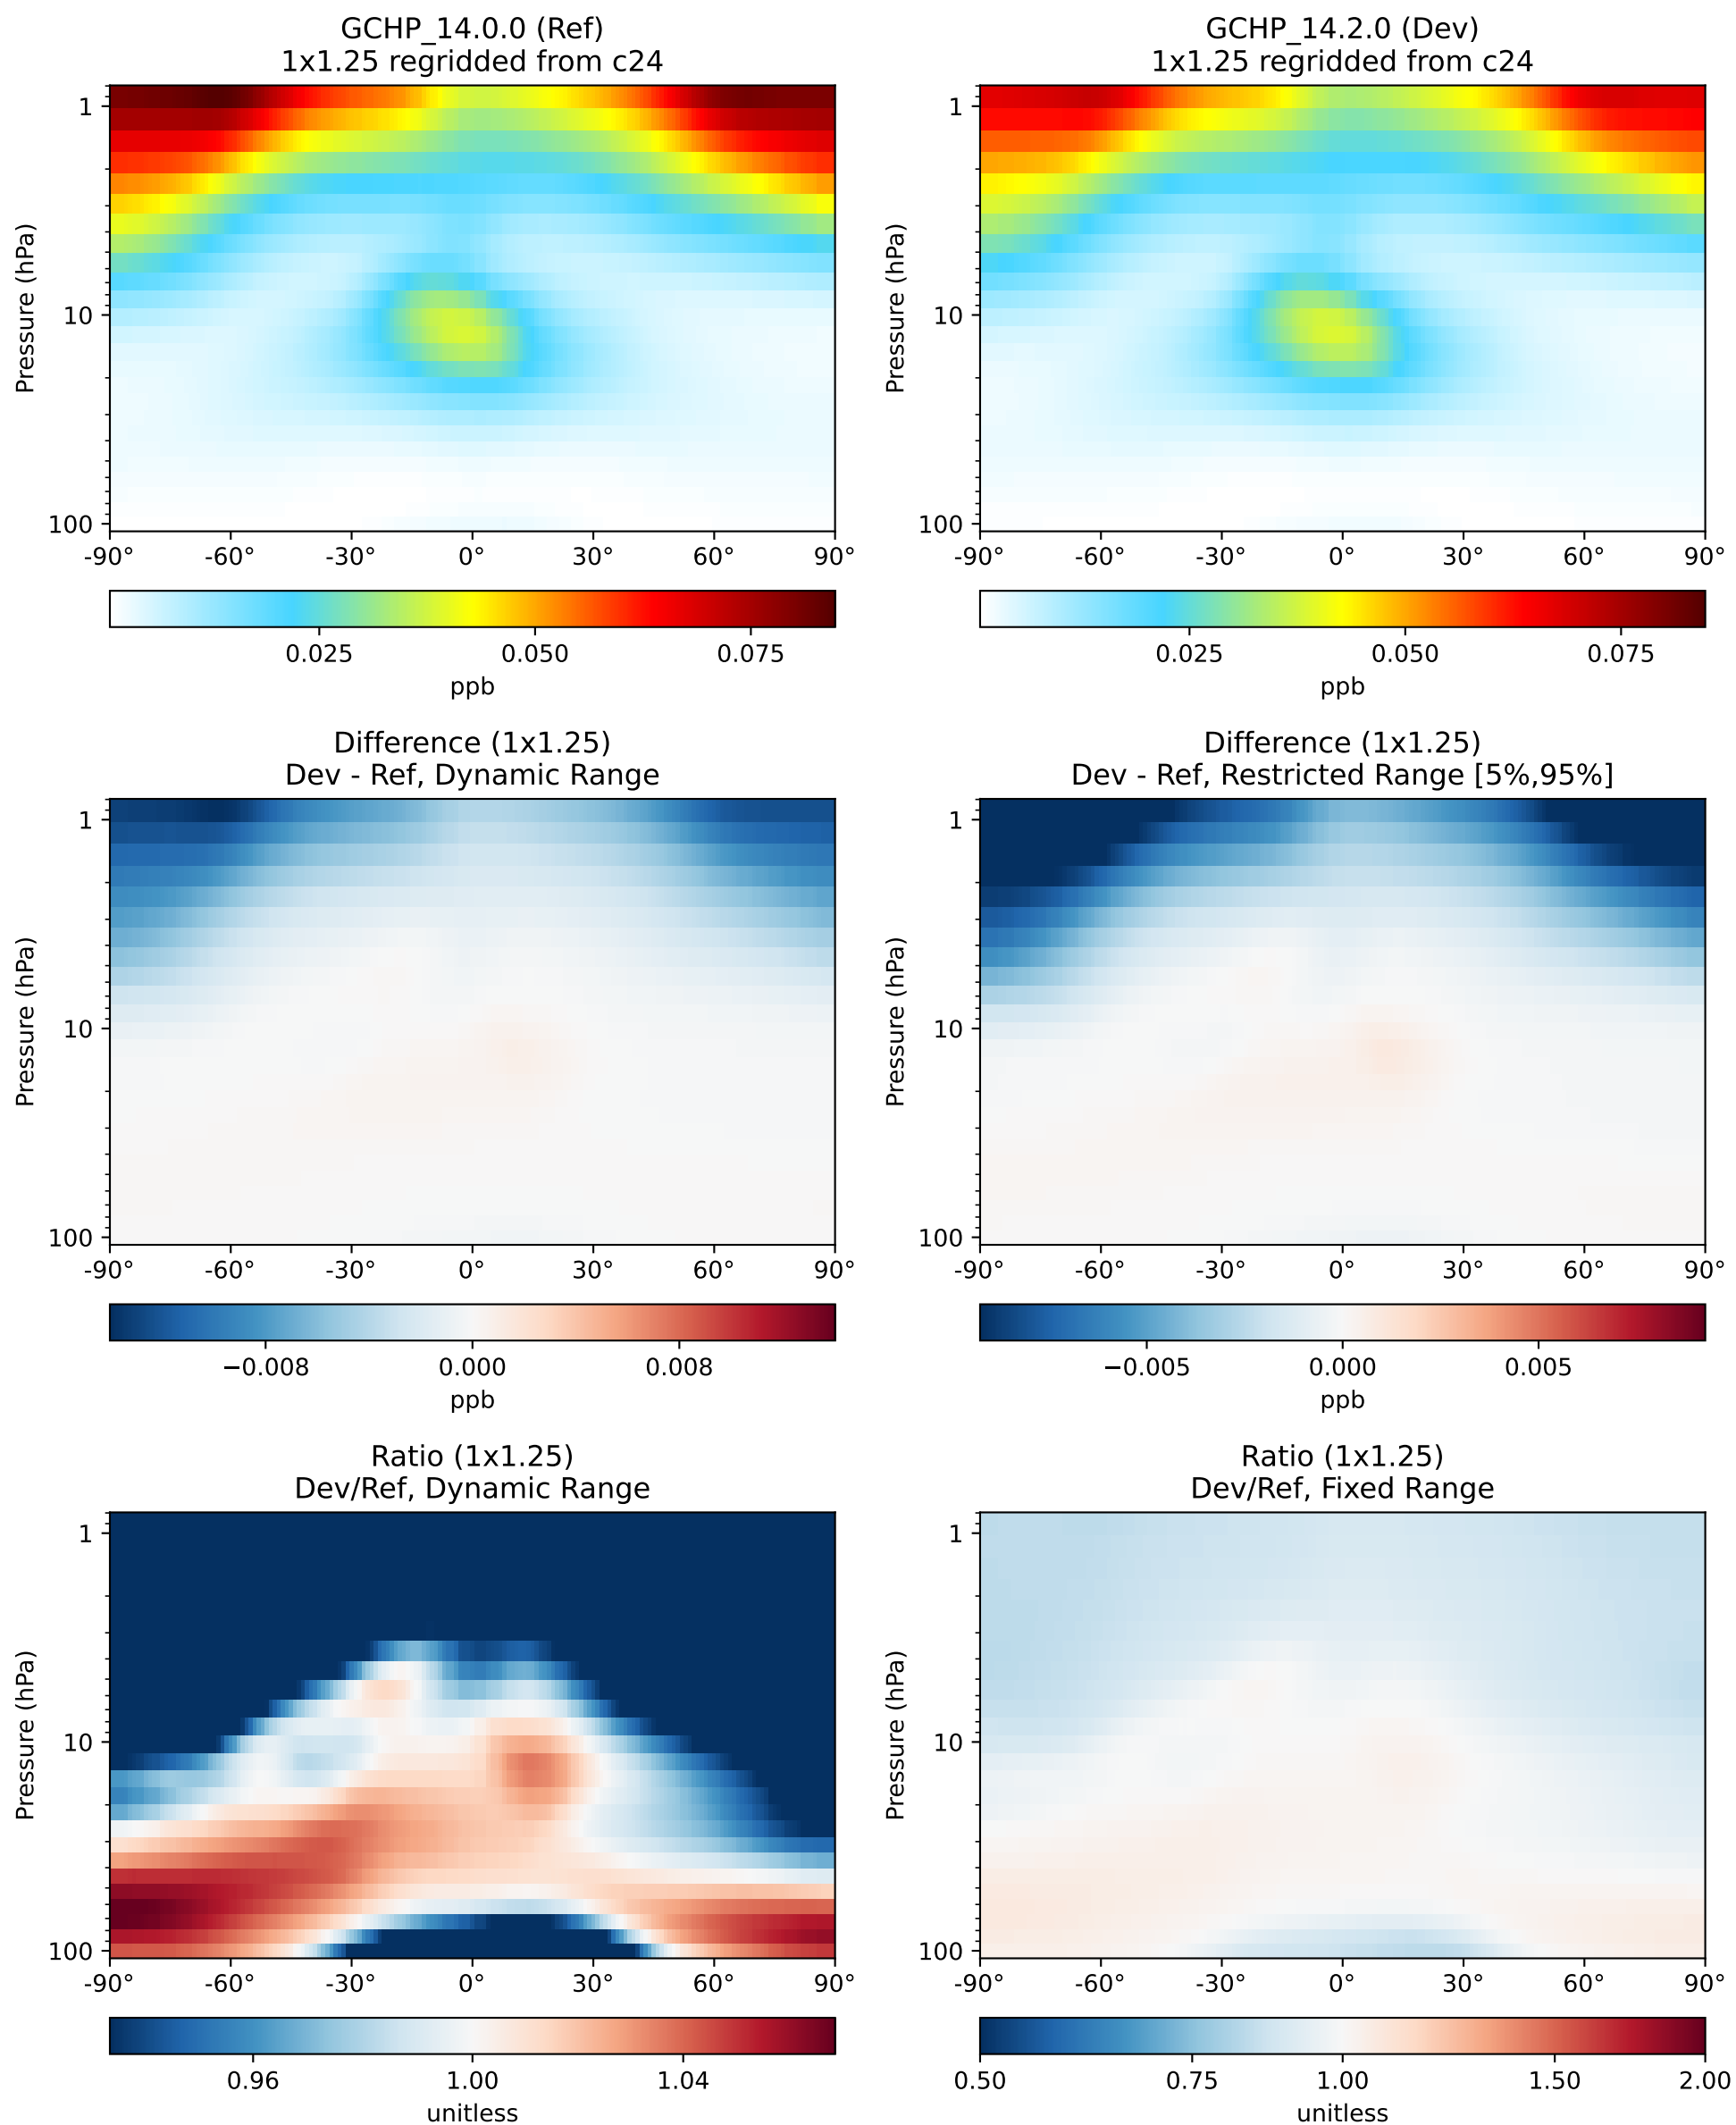 GCHP_14.0.0 (Ref)
1x1.25 regridded from c24
Pressure (hPa)
1
10
100
-90° -60° -30° 0° 30° 60° 90°
0.025 0.050 0.075
ppb
GCHP_14.2.0 (Dev)
1x1.25 regridded from c24
Pressure (hPa)
1
10
100
-90° -60° -30° 0° 30° 60° 90°
0.025 0.050 0.075
ppb
Difference (1x1.25)
Dev - Ref, Dynamic Range
Pressure (hPa)
1
10
100
-90° -60° -30° 0° 30° 60° 90°
−0.008 0.000 0.008
ppb
Difference (1x1.25)
Dev - Ref, Restricted Range [5%,95%]
Pressure (hPa)
1
10
100
-90° -60° -30° 0° 30° 60° 90°
−0.005 0.000 0.005
ppb
Ratio (1x1.25)
Dev/Ref, Dynamic Range
Pressure (hPa)
1
10
100
-90° -60° -30° 0° 30° 60° 90°
0.96 1.00 1.04
unitless
Ratio (1x1.25)
Dev/Ref, Fixed Range
Pressure (hPa)
1
10
100
-90° -60° -30° 0° 30° 60° 90°
0.50 0.75 1.00 1.50 2.00
unitless